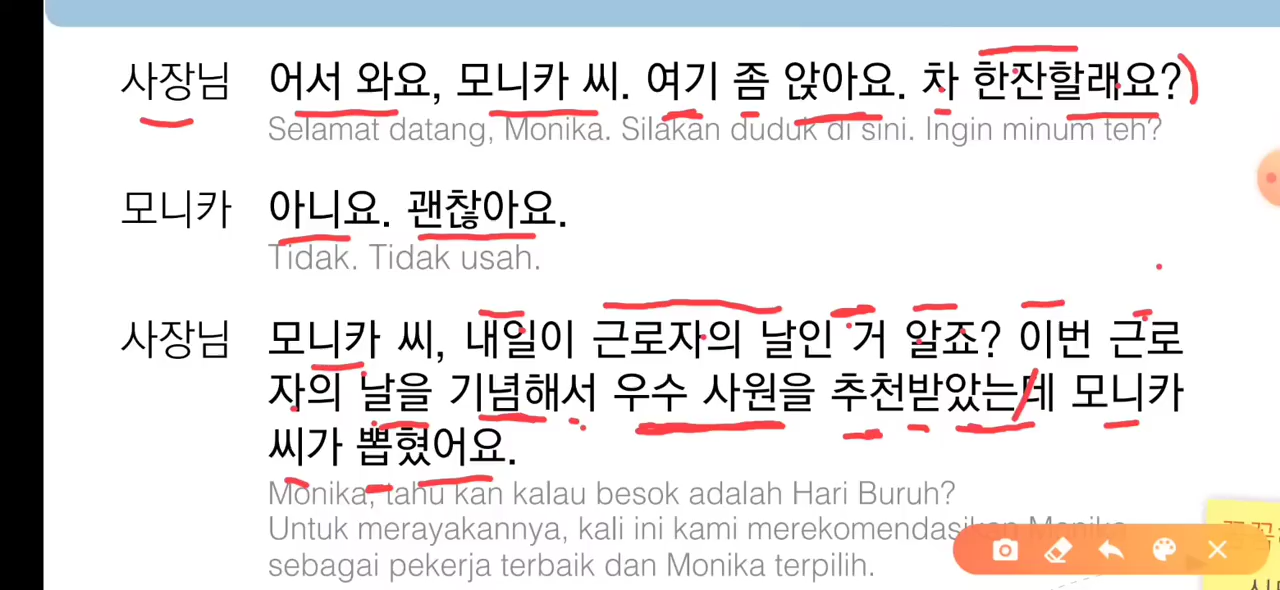 사장님 어서 와요, 모니카 씨. 여기 좀 앉아요. 차 한잔할래요?
Selamat datang, Monika. Silakan duduk di sini. Ingin minum teh?
모니카 아니요. 괜찮아요.
Tidak. Tidak usah.
사장님 모니카 씨, 내일이 근로자의 날인 거 알죠? 이번 근로
자의 날을 기념해서 우수 사원을 추천받았는데 모니카
씨가 뽑혔어요.
Monika, tahu kan kalau besok adalah Hari Buruh?
Untuk merayakannya, kali ini kami merekomendasikan Monika
sebagai pekerja terbaik dan Monika terpilih.